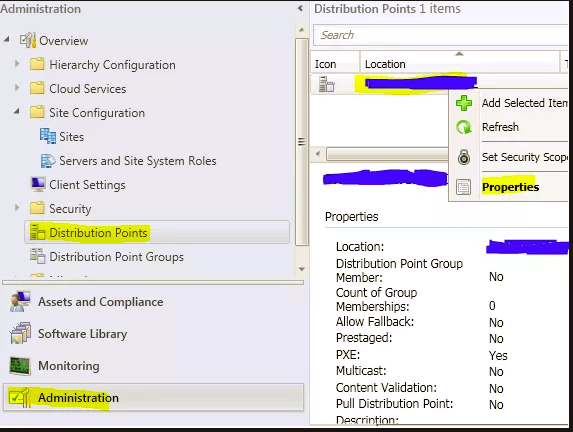 Administration
Overview
Hierarchy Configuration
Cloud Services
Site Configuration
Sites
Servers and Site System Roles
Client Settings
Security
Distribution Points
Distribution Point Groups
Assets and Compliance
Software Library
Monitoring
Administration
Distribution Points 1 items
Search
Icon Location
Add Selected Item
Refresh
Set Security Scope
Properties
Properties
Location:
Distribution Point Group
Member: No
Count of Group
Memberships: 0
Allow Fallback: No
Prestaged: No
PXE: Yes
Multicast: No
Content Validation: No
Pull Distribution Point: No
Description: